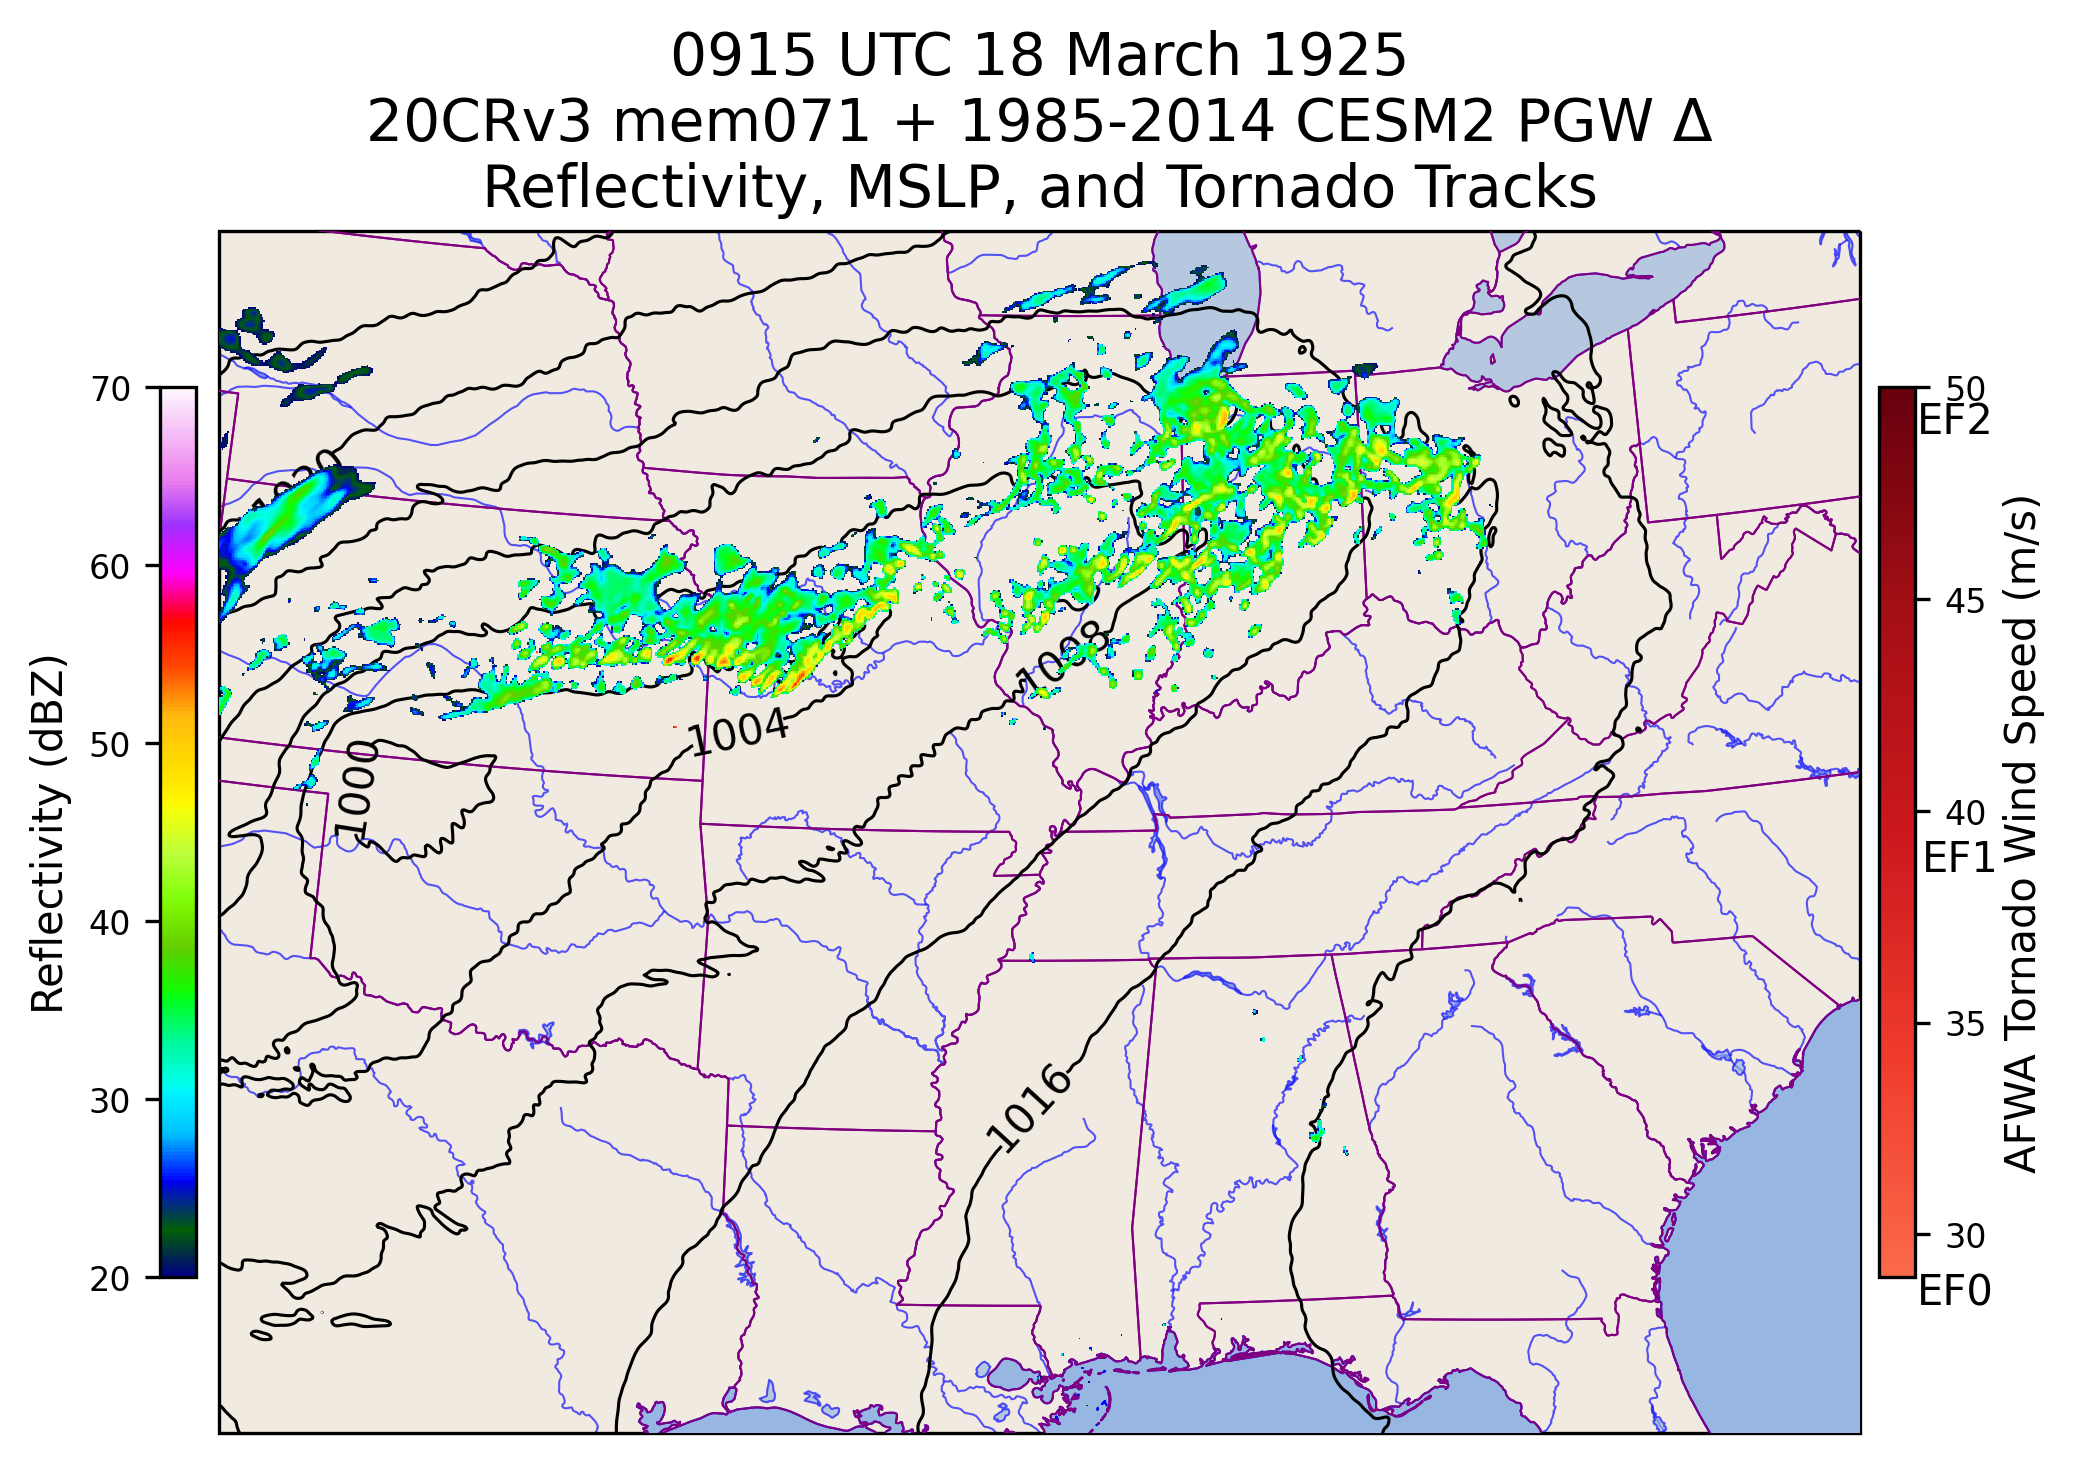 0915 UTC 18 March 1925
20CRv3 mem071 + 1985-2014 CESM2 PGW Δ
Reflectivity, MSLP, and Tornado Tracks
70
60
50
40
30
20
Reflectivity (dBZ)
1008
1004
1000
1016
50
EF2
45
40
EF1
35
30
EF0
AFWA Tornado Wind Speed (m/s)